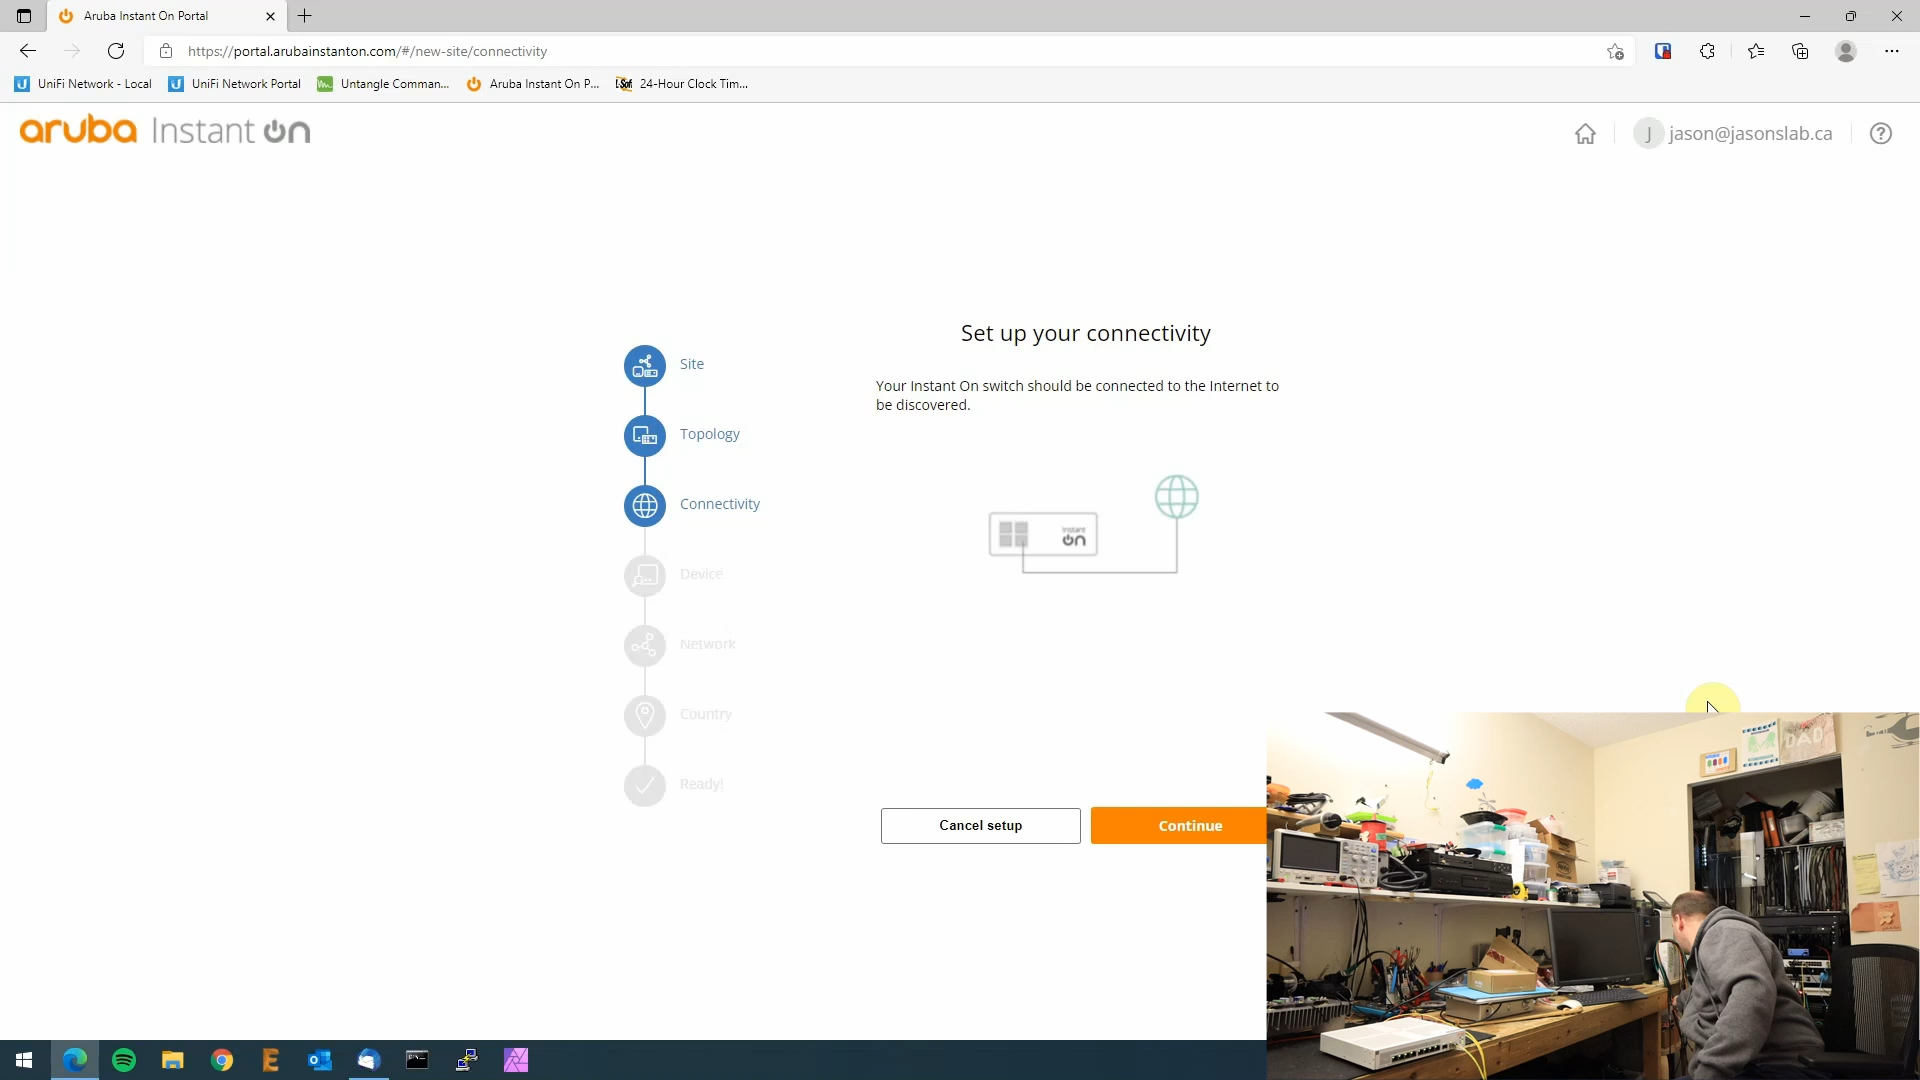 Aruba Instant On Portal
https://portal.arubainstanton.com/#/new-site/connectivity
UniFi Network - Local
UniFi Network Portal
Untangle Comman...
Aruba Instant On P...
24-Hour Clock Tim...
aruba Instant On
J
jason@jasonslab.ca
Set up your connectivity
Your Instant On switch should be connected to the Internet to
be discovered.
Site
Topology
Connectivity
Device
Network
Country
Ready!
Instant
On
Cancel setup
Continue
DAD